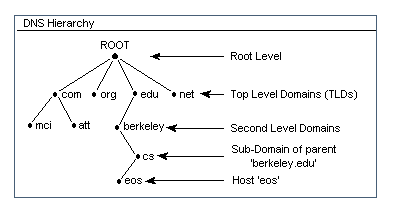 DNS Hierarchy
ROOT
Root Level
com org edu net
Top Level Domains (TLDs)
mci att berkeley
Second Level Domains
cs
Sub-Domain of parent
'berkeley.edu'
eos
Host 'eos'